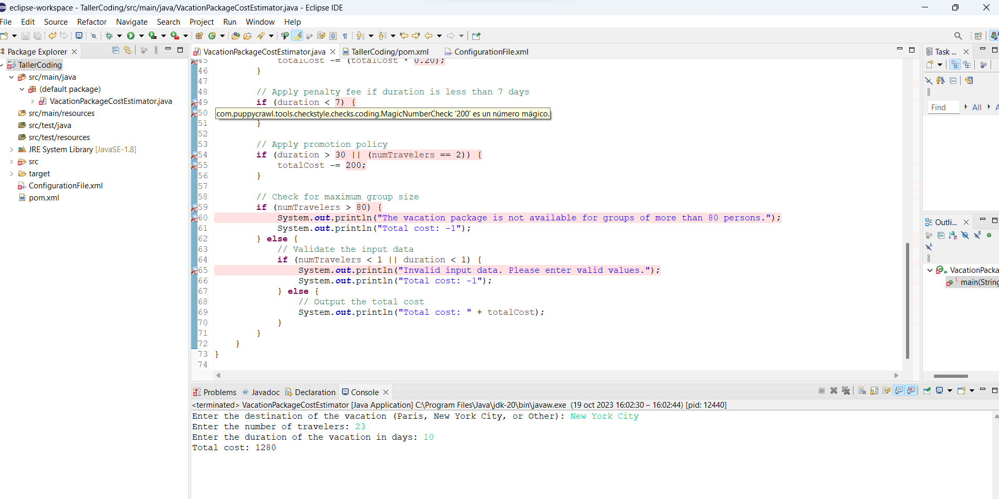 eclipse-workspace - TallerCoding/src/main/java/VacationPackageCostEstimator.java - Eclipse IDE
File Edit Source Refactor Navigate Search Project Run Window Help
Package Explorer
VacationPackageCostEstimator.java TallerCoding/pom.xml ConfigurationFile.xml
Task ...
TallerCoding
src/main/java
(default package)
VacationPackageCostEstimator.java
src/main/resources
src/test/java
src/test/resources
JRE System Library [JavaSE-1.8]
src
target
ConfigurationFile.xml
pom.xml
45 totalCost -= (totalCost * 0.20);
46 }
47
48 // Apply penalty fee if duration is less than 7 days
49 if (duration < 7) {
50 com.puppycrawl.tools.checkstyle.checks.coding.MagicNumberCheck: '200' es un número mágico.
51 }
52
53 // Apply promotion policy
54 if (duration > 30 || (numTravelers == 2)) {
55 totalCost -= 200;
56 }
57
58 // Check for maximum group size
59 if (numTravelers > 80) {
60 System.out.println("The vacation package is not available for groups of more than 80 persons.");
61 System.out.println("Total cost: -1");
62 } else {
63 // Validate the input data
64 if (numTravelers < 1 || duration < 1) {
65 System.out.println("Invalid input data. Please enter valid values.");
66 System.out.println("Total cost: -1");
67 } else {
68 // Output the total cost
69 System.out.println("Total cost: " + totalCost);
70 }
71 }
72 }
73 }
74
Find All
Outli...
VacationPacka
main(String
Problems @ Javadoc Declaration Console
<terminated> VacationPackageCostEstimator [Java Application] C:\Program Files\Java\jdk-20\bin\javaw.exe (19 oct 2023 16:02:30 – 16:02:44) [pid: 12440]
Enter the destination of the vacation (Paris, New York City, or Other): New York City
Enter the number of travelers: 23
Enter the duration of the vacation in days: 10
Total cost: 1280